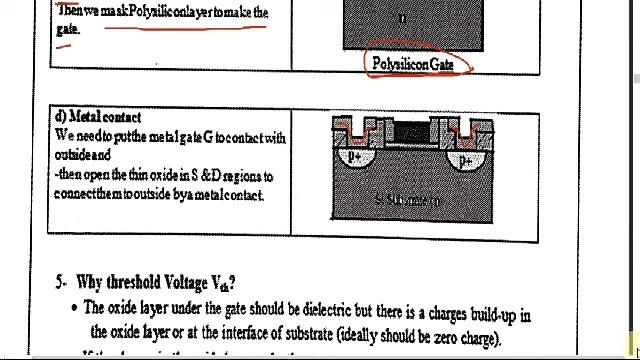 Then we mask Polysilicon layer to make the
gate.
n
Polysilicon Gate
d) Metal contact
We need to put the metal gate G to contact with
outside and
-then open the thin oxide in S & D regions to
connect them to outside by a metal contact.
p+ p+
Si Substrate n
5- Why threshold Voltage Vth?
• The oxide layer under the gate should be dielectric but there is a charges build-up in
the oxide layer or at the interface of substrate (ideally should be zero charge).